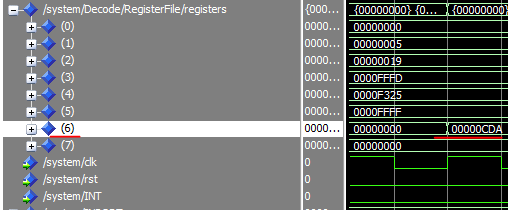 /system/Decode/RegisterFile/registers {000... {00000000} {0... {00000000}
(0) 0000... 00000000
(1) 0000... 00000005
(2) 0000... 00000019
(3) 0000... 0000FFFD
(4) 0000... 0000F325
(5) 0000... 0000FFFF
(6) 0000... 00000000 00000CDA
(7) 0000... 00000000
/system/clk 0
/system/rst 0
/system/INT 0